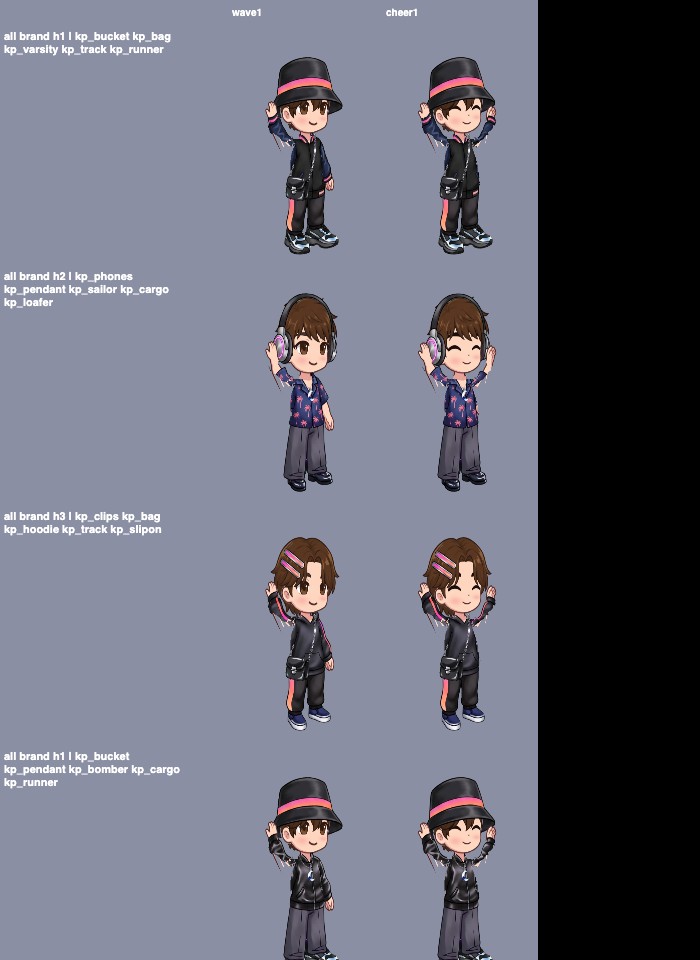 wave1 cheer1
all brand h1 | kp_bucket kp_bag
kp_varsity kp_track kp_runner
all brand h2 | kp_phones
kp_pendant kp_sailor kp_cargo
kp_loafer
all brand h3 | kp_clips kp_bag
kp_hoodie kp_track kp_slipon
all brand h1 | kp_bucket
kp_pendant kp_bomber kp_cargo
kp_runner